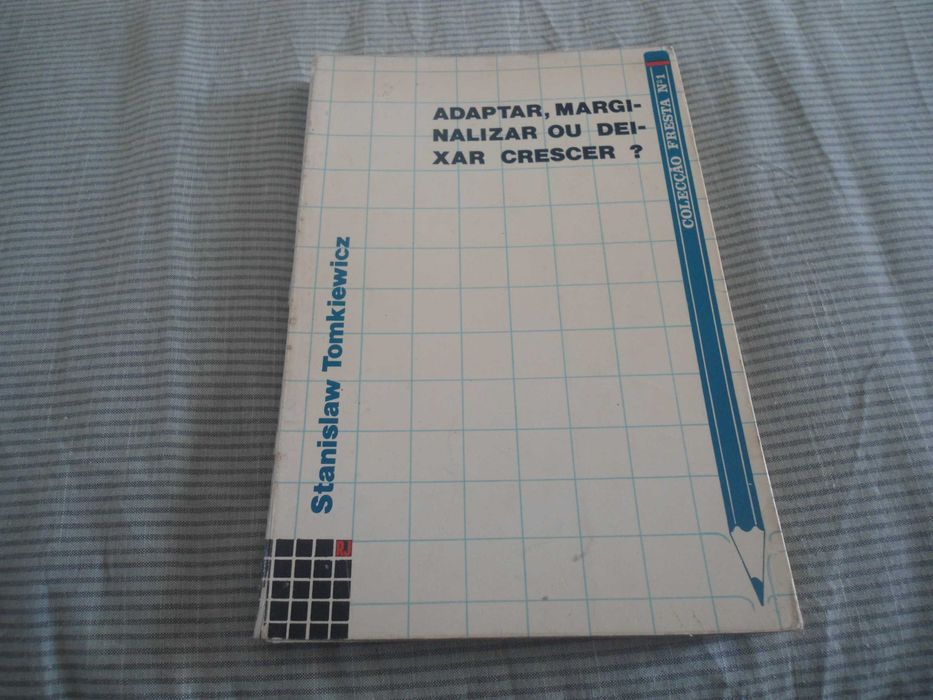 ADAPTAR, MARGI-
NALIZAR OU DEI-
XAR CRESCER ?
COLECÇÃO FRESTA Nº1
Stanislaw Tomkiewicz